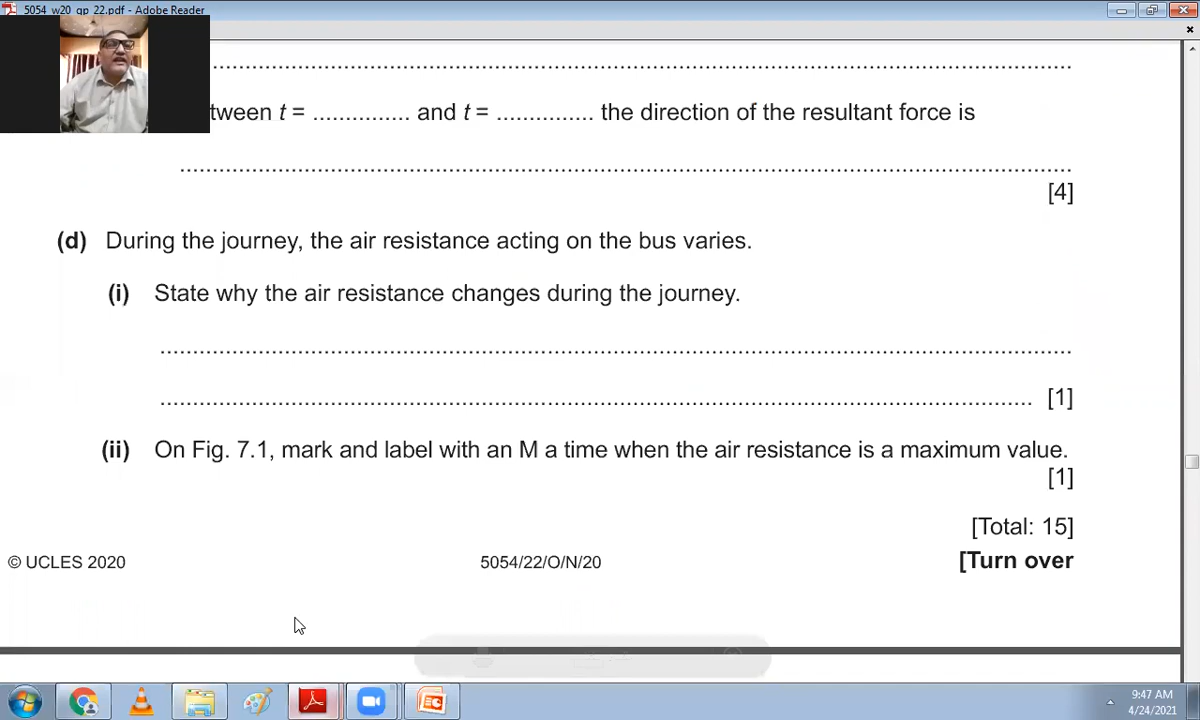 5054_w20_qp_22.pdf - Adobe Reader
tween t = ............... and t = ............... the direction of the resultant force is
[4]
(d) During the journey, the air resistance acting on the bus varies.
(i) State why the air resistance changes during the journey.
[1]
(ii) On Fig. 7.1, mark and label with an M a time when the air resistance is a maximum value.
[1]
[Total: 15]
© UCLES 2020 5054/22/O/N/20 [Turn over
9:47 AM
4/24/2021